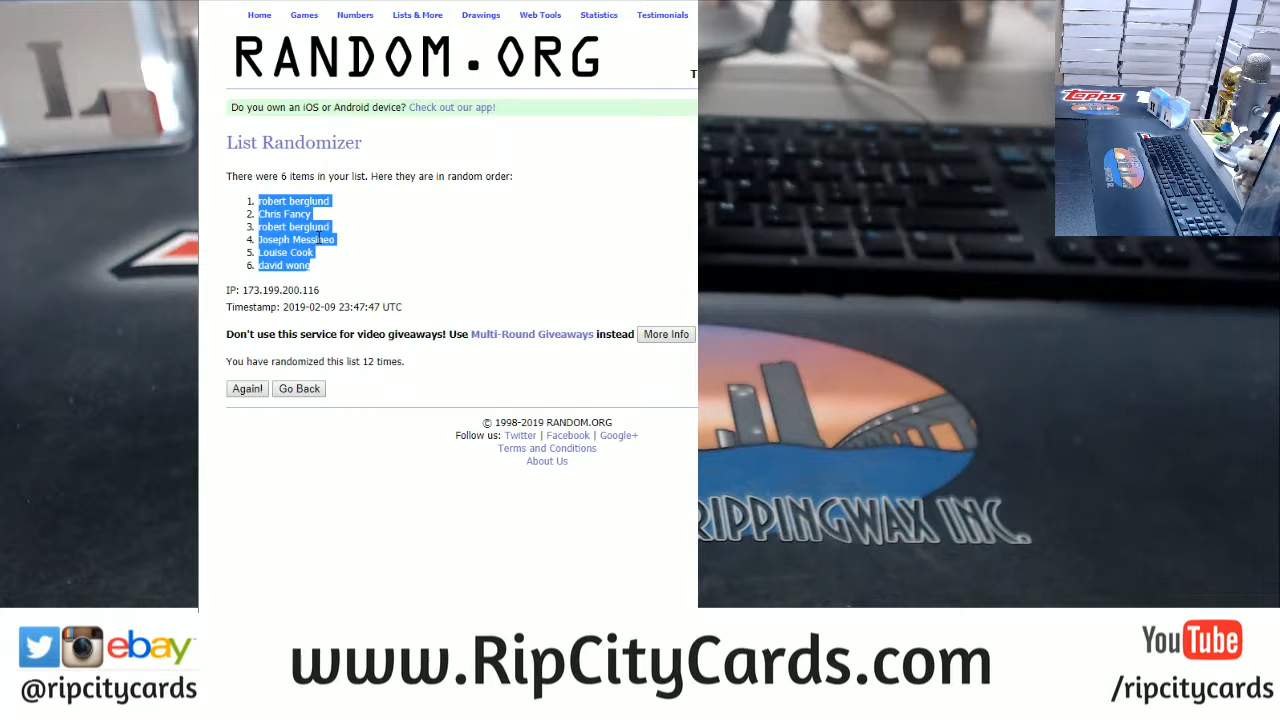 Home Games Numbers Lists & More Drawings Web Tools Statistics Testimonials
RANDOM.ORG
T
Do you own an iOS or Android device? Check out our app!
List Randomizer
There were 6 items in your list. Here they are in random order:
1. robert berglund
2. Chris Fancy
3. robert berglund
4. Joseph Messineo
5. Louise Cook
6. david wong
IP: 173.199.200.116
Timestamp: 2019-02-09 23:47:47 UTC
Don't use this service for video giveaways! Use Multi-Round Giveaways instead More Info
You have randomized this list 12 times.
Again! Go Back
© 1998-2019 RANDOM.ORG
Follow us: Twitter | Facebook | Google+
Terms and Conditions
About Us
Topps
RIPPINGWAX INC.
ebay
@ripcitycards
www.RipCityCards.com
YouTube
/ripcitycards